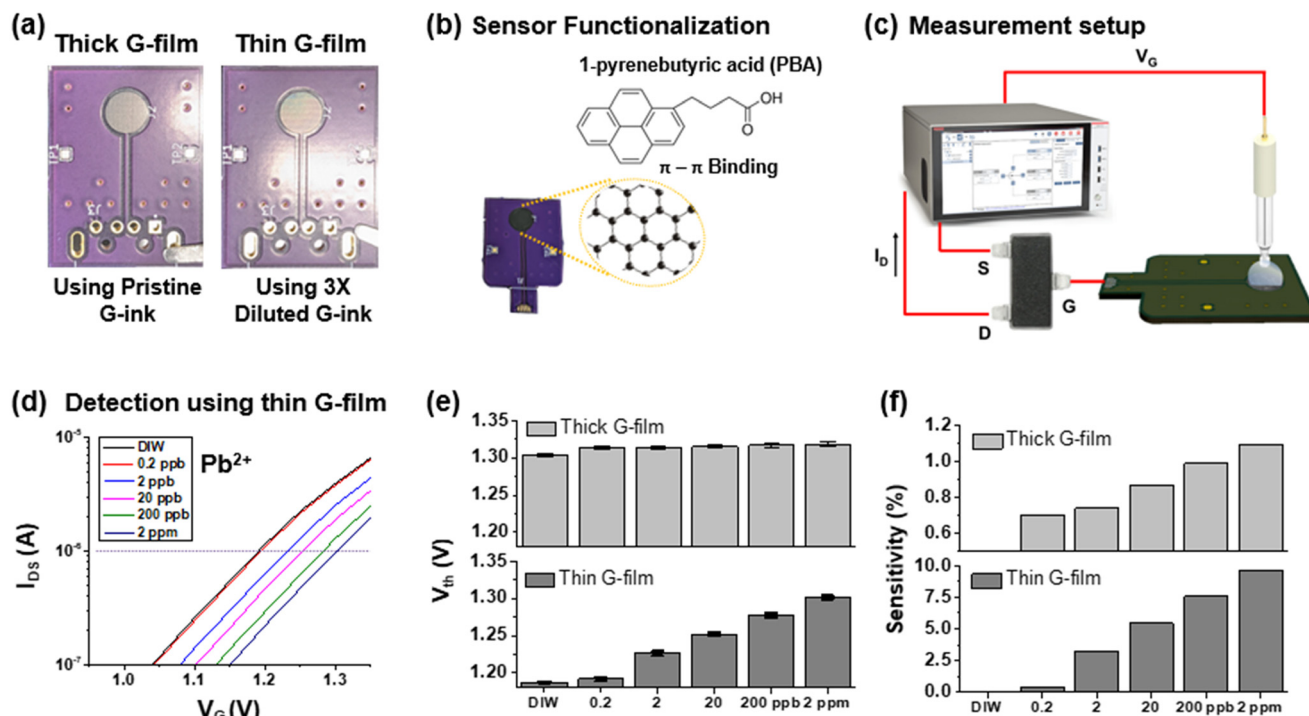 (a)
Thick G-film
Thin G-film
TP1
TP2
Using Pristine
G-ink
Using 3X
Diluted G-ink
(b) Sensor Functionalization
1-pyrenebutyric acid (PBA)
OH
O
π – π Binding
(c) Measurement setup
V_G
I_D
S
D
G
(d) Detection using thin G-film
DIW
0.2 ppb
2 ppb
20 ppb
200 ppb
2 ppm
Pb²⁺
10⁻⁵
10⁻⁶
10⁻⁷
I_DS (A)
1.0 1.1 1.2 1.3
V_G (V)
(e)
Thick G-film
1.35
1.30
1.25
1.20
Thin G-film
1.35
1.30
1.25
1.20
V_th (V)
DIW 0.2 2 20 200 ppb 2 ppm
(f)
Thick G-film
1.2
1.0
0.8
0.6
Thin G-film
10.0
7.5
5.0
2.5
0.0
Sensitivity (%)
DIW 0.2 2 20 200 ppb 2 ppm